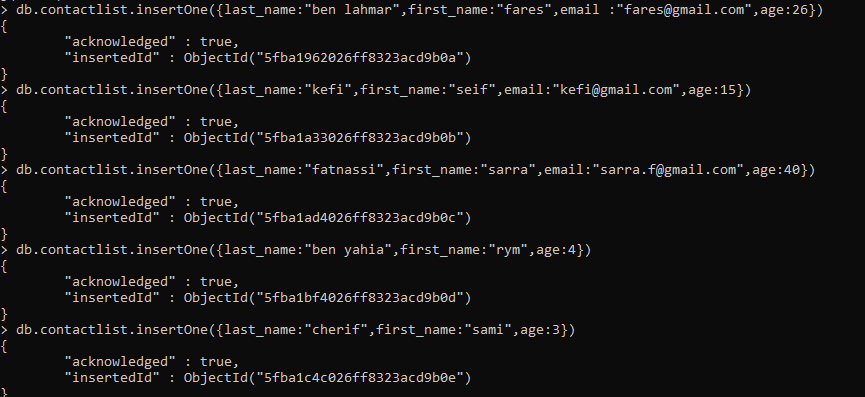 > db.contactlist.insertOne({last_name:"ben lahmar",first_name:"fares",email :"fares@gmail.com",age:26})
{
        "acknowledged" : true,
        "insertedId" : ObjectId("5fba1962026ff8323acd9b0a")
}
> db.contactlist.insertOne({last_name:"kefi",first_name:"seif",email:"kefi@gmail.com",age:15})
{
        "acknowledged" : true,
        "insertedId" : ObjectId("5fba1a33026ff8323acd9b0b")
}
> db.contactlist.insertOne({last_name:"fatnassi",first_name:"sarra",email:"sarra.f@gmail.com",age:40})
{
        "acknowledged" : true,
        "insertedId" : ObjectId("5fba1ad4026ff8323acd9b0c")
}
> db.contactlist.insertOne({last_name:"ben yahia",first_name:"rym",age:4})
{
        "acknowledged" : true,
        "insertedId" : ObjectId("5fba1bf4026ff8323acd9b0d")
}
> db.contactlist.insertOne({last_name:"cherif",first_name:"sami",age:3})
{
        "acknowledged" : true,
        "insertedId" : ObjectId("5fba1c4c026ff8323acd9b0e")
}